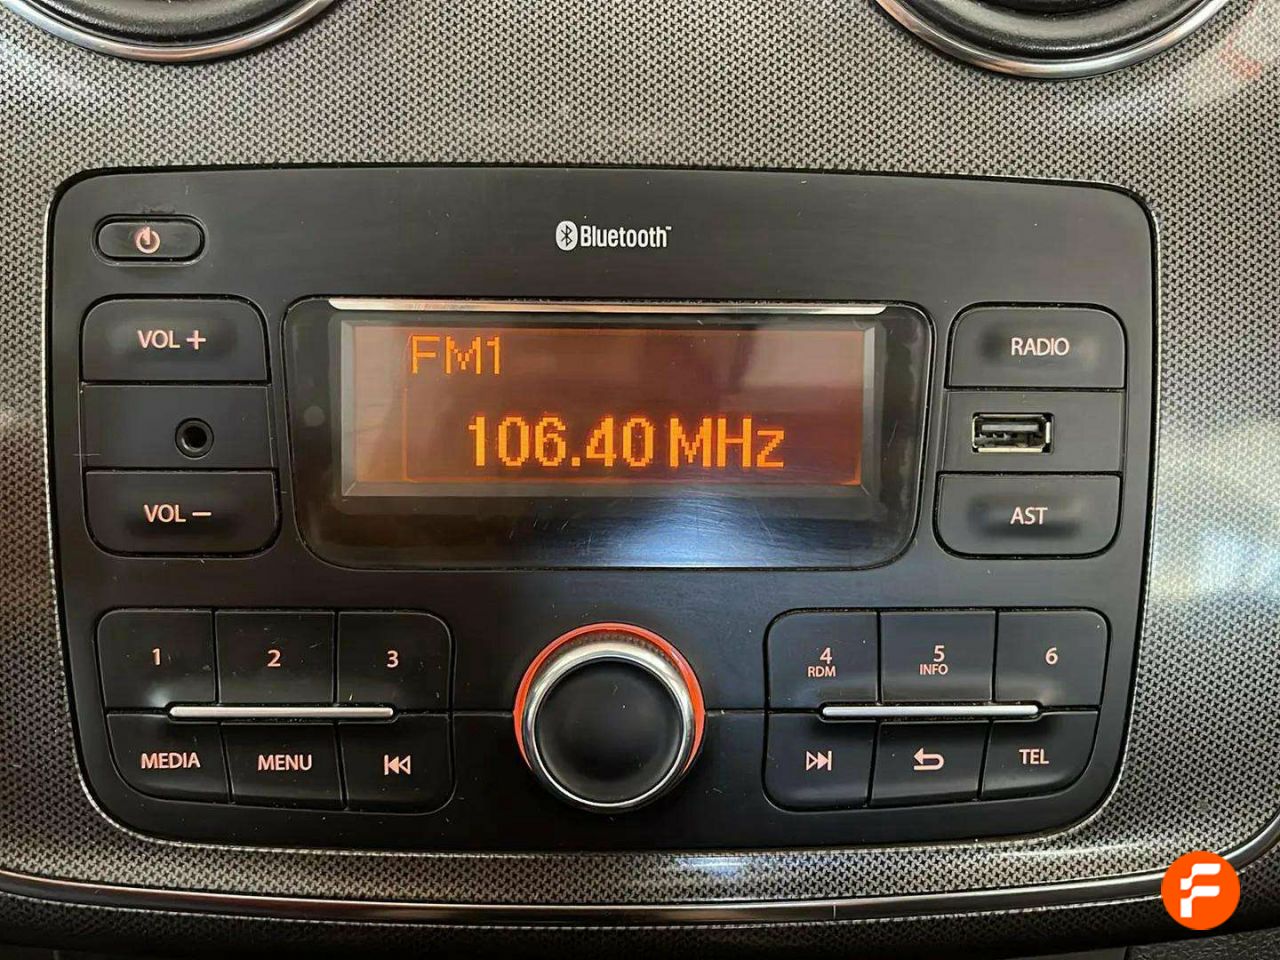 Bluetooth™
VOL +
FM1
RADIO
106.40 MHz
VOL −
AST
1
2
3
4
RDM
5
INFO
6
MEDIA
MENU
TEL
F